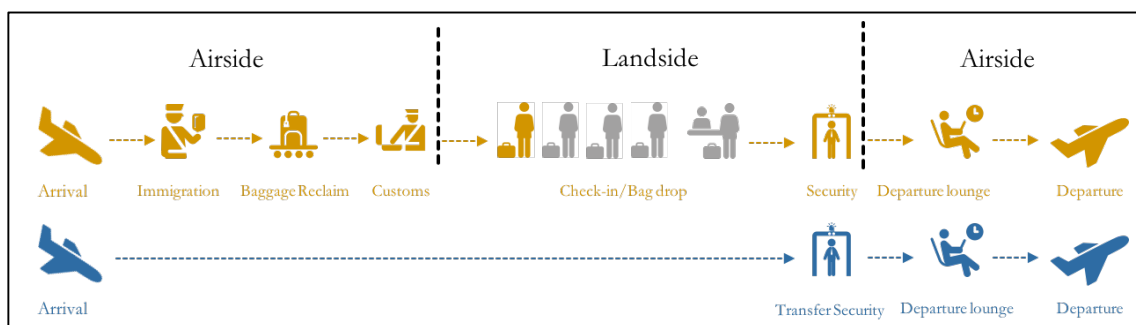 Airside Landside Airside
Arrival Immigration Baggage Reclaim Customs Check-in/Bag drop Security Departure lounge Departure
Arrival Transfer Security Departure lounge Departure